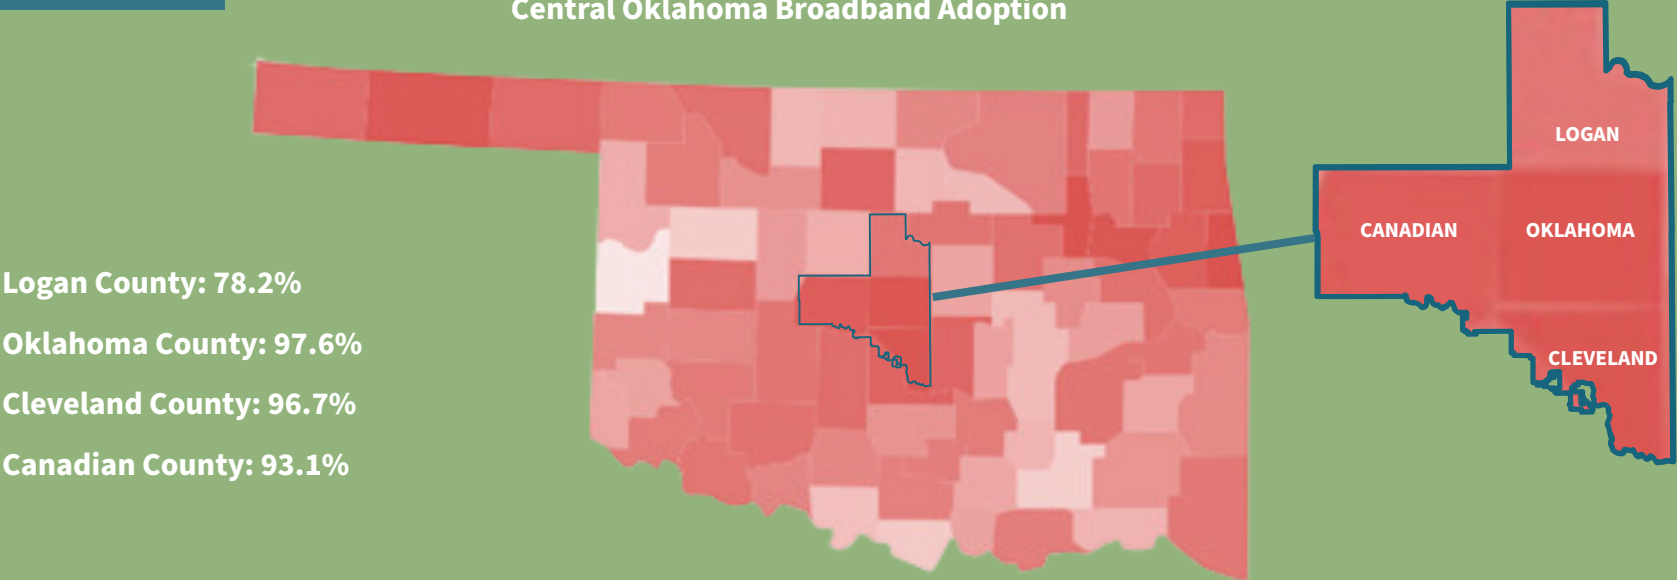 Central Oklahoma Broadband Adoption
LOGAN
CANADIAN
OKLAHOMA
CLEVELAND
Logan County: 78.2%
Oklahoma County: 97.6%
Cleveland County: 96.7%
Canadian County: 93.1%